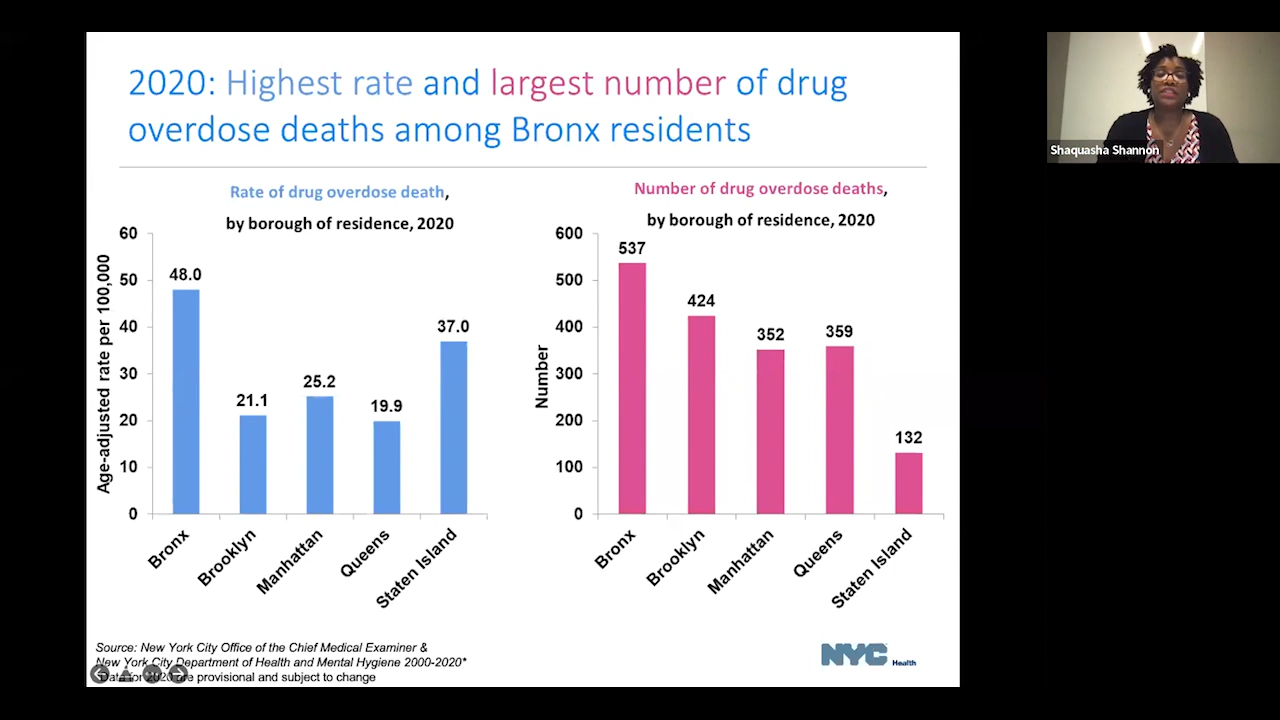 2020: Highest rate and largest number of drug
overdose deaths among Bronx residents
Rate of drug overdose death,
by borough of residence, 2020
Age-adjusted rate per 100,000
60
50
40
30
20
10
0
48.0
21.1
25.2
19.9
37.0
Bronx
Brooklyn
Manhattan
Queens
Staten Island
Number of drug overdose deaths,
by borough of residence, 2020
Number
600
500
400
300
200
100
0
537
424
352
359
132
Bronx
Brooklyn
Manhattan
Queens
Staten Island
Source: New York City Office of the Chief Medical Examiner &
New York City Department of Health and Mental Hygiene 2000-2020*
*Data for 2020 are provisional and subject to change
NYC Health
Shaquasha Shannon